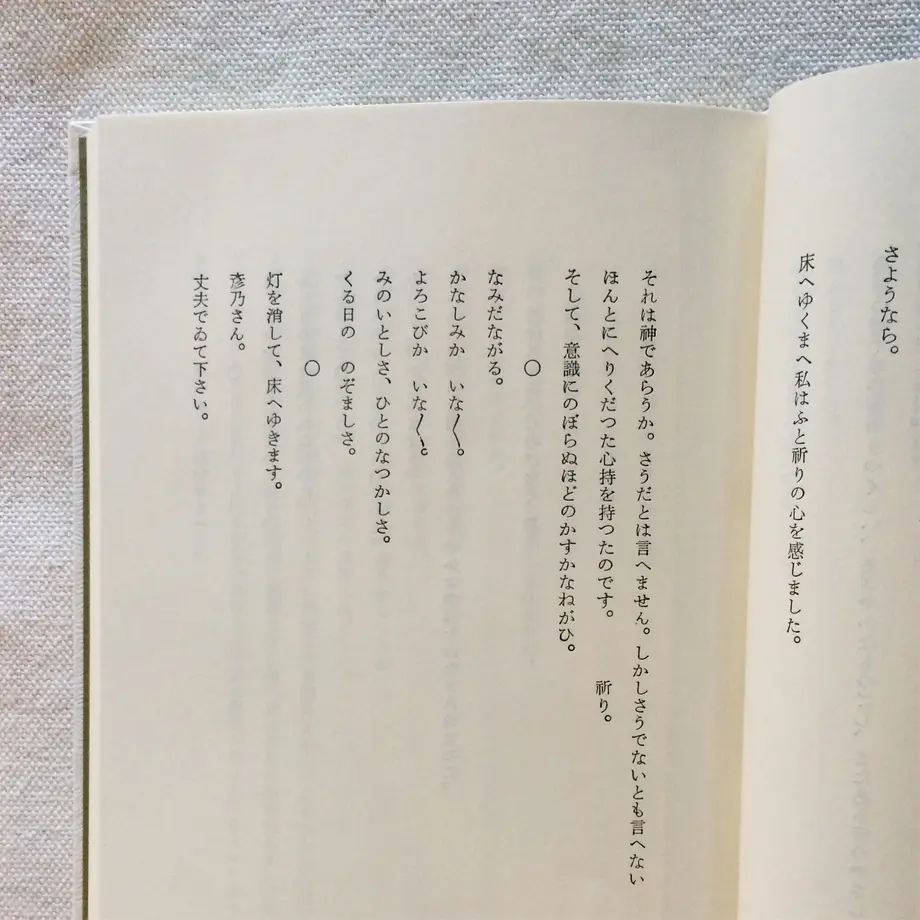 さようなら。
床へゆくまへ私はふと祈りの心を感じました。
それは神であらうか。さうだとは言へません。しかしさうでないとも言へない
ほんとにへりくだつた心持を持つたのです。　　祈り。
そして、意識にのぼらぬほどのかすかなねがひ。
○
なみだながる。
かなしみか　いな〳〵。
よろこびか　いな〳〵。
みのいとしさ、ひとのなつかしさ。
くる日の　のぞましさ。
○
灯を消して、床へゆきます。
彦乃さん。
丈夫でゐて下さい。